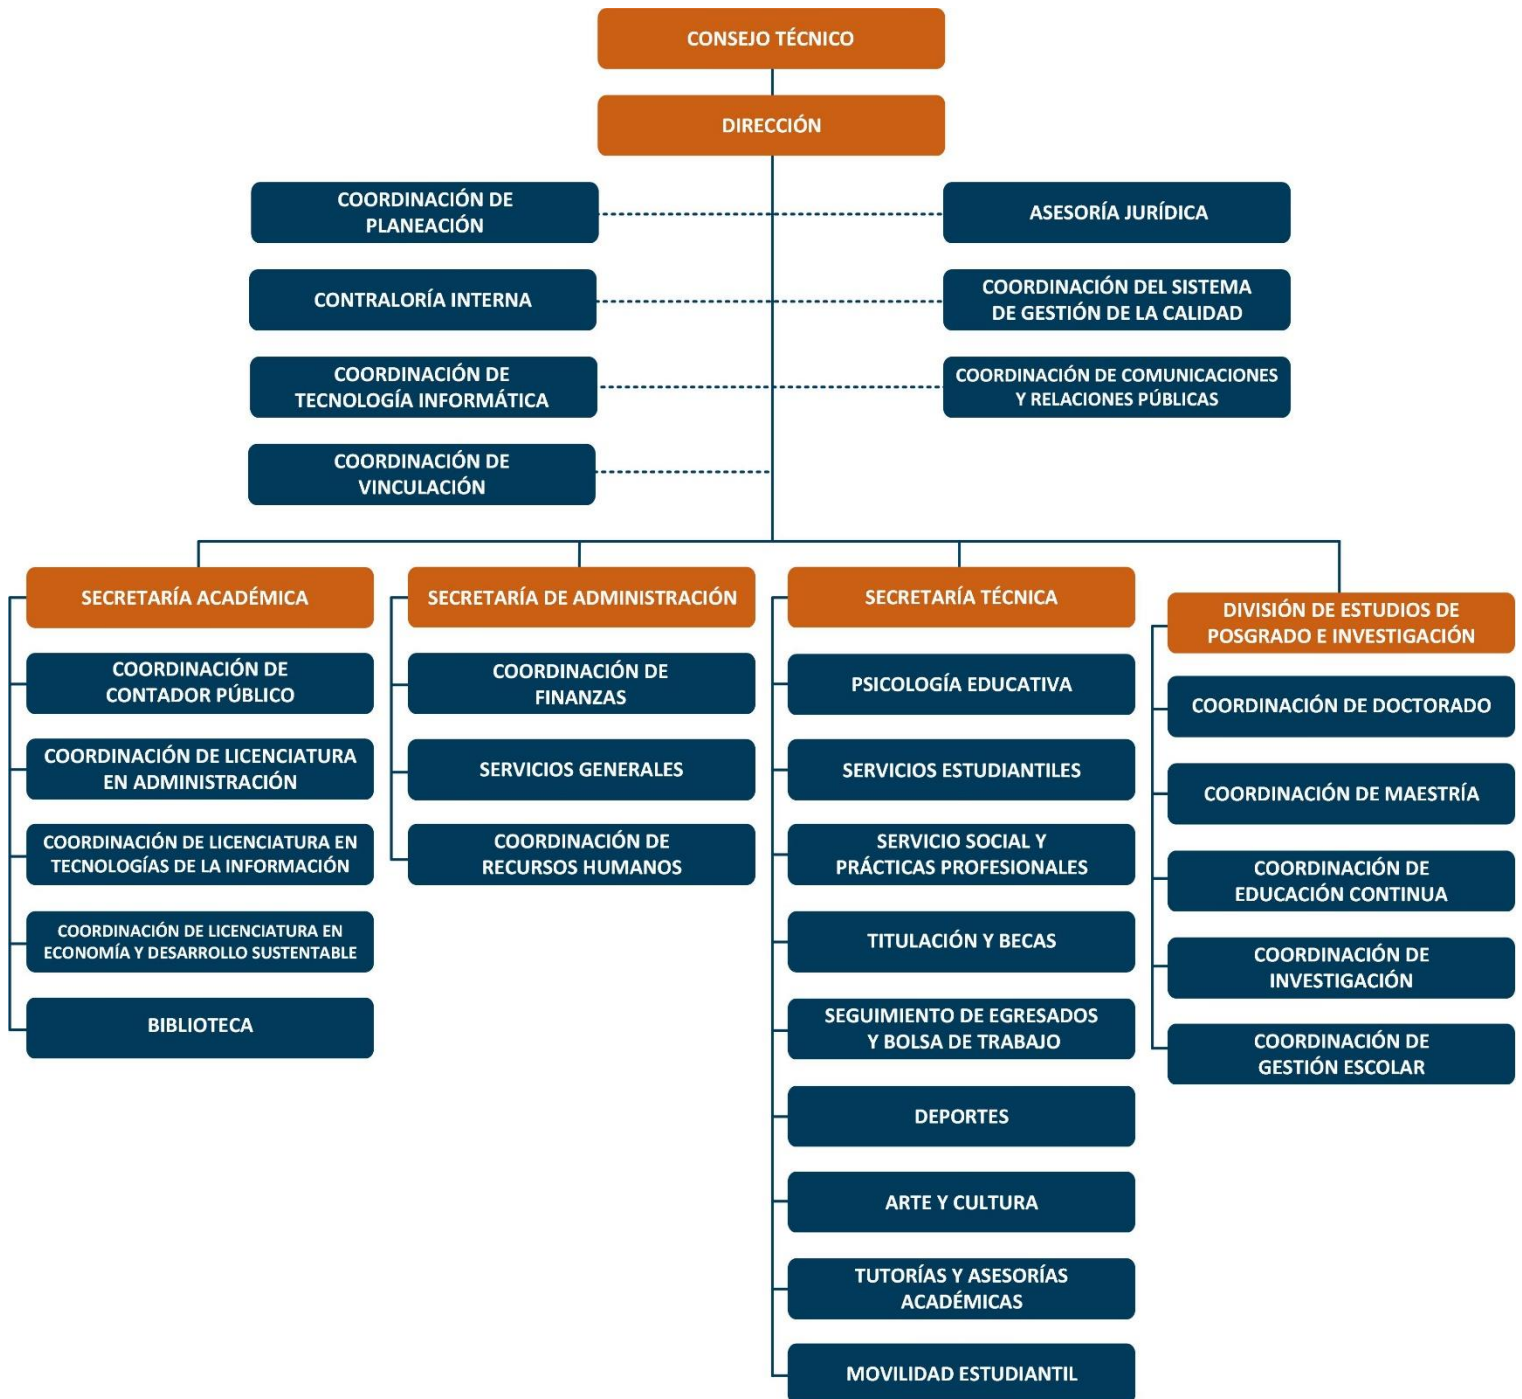 CONSEJO TÉCNICO
DIRECCIÓN
COORDINACIÓN DE
PLANEACIÓN
ASESORÍA JURÍDICA
CONTRALORÍA INTERNA
COORDINACIÓN DEL SISTEMA
DE GESTIÓN DE LA CALIDAD
COORDINACIÓN DE
TECNOLOGÍA INFORMÁTICA
COORDINACIÓN DE COMUNICACIONES
Y RELACIONES PÚBLICAS
COORDINACIÓN DE
VINCULACIÓN
SECRETARÍA ACADÉMICA
COORDINACIÓN DE
CONTADOR PÚBLICO
COORDINACIÓN DE LICENCIATURA
EN ADMINISTRACIÓN
COORDINACIÓN DE LICENCIATURA EN
TECNOLOGÍAS DE LA INFORMACIÓN
COORDINACIÓN DE LICENCIATURA EN
ECONOMÍA Y DESARROLLO SUSTENTABLE
BIBLIOTECA
SECRETARÍA DE ADMINISTRACIÓN
COORDINACIÓN DE
FINANZAS
SERVICIOS GENERALES
COORDINACIÓN DE
RECURSOS HUMANOS
SECRETARÍA TÉCNICA
PSICOLOGÍA EDUCATIVA
SERVICIOS ESTUDIANTILES
SERVICIO SOCIAL Y
PRÁCTICAS PROFESIONALES
TITULACIÓN Y BECAS
SEGUIMIENTO DE EGRESADOS
Y BOLSA DE TRABAJO
DEPORTES
ARTE Y CULTURA
TUTORÍAS Y ASESORÍAS
ACADÉMICAS
MOVILIDAD ESTUDIANTIL
DIVISIÓN DE ESTUDIOS DE
POSGRADO E INVESTIGACIÓN
COORDINACIÓN DE DOCTORADO
COORDINACIÓN DE MAESTRÍA
COORDINACIÓN DE
EDUCACIÓN CONTINUA
COORDINACIÓN DE
INVESTIGACIÓN
COORDINACIÓN DE
GESTIÓN ESCOLAR